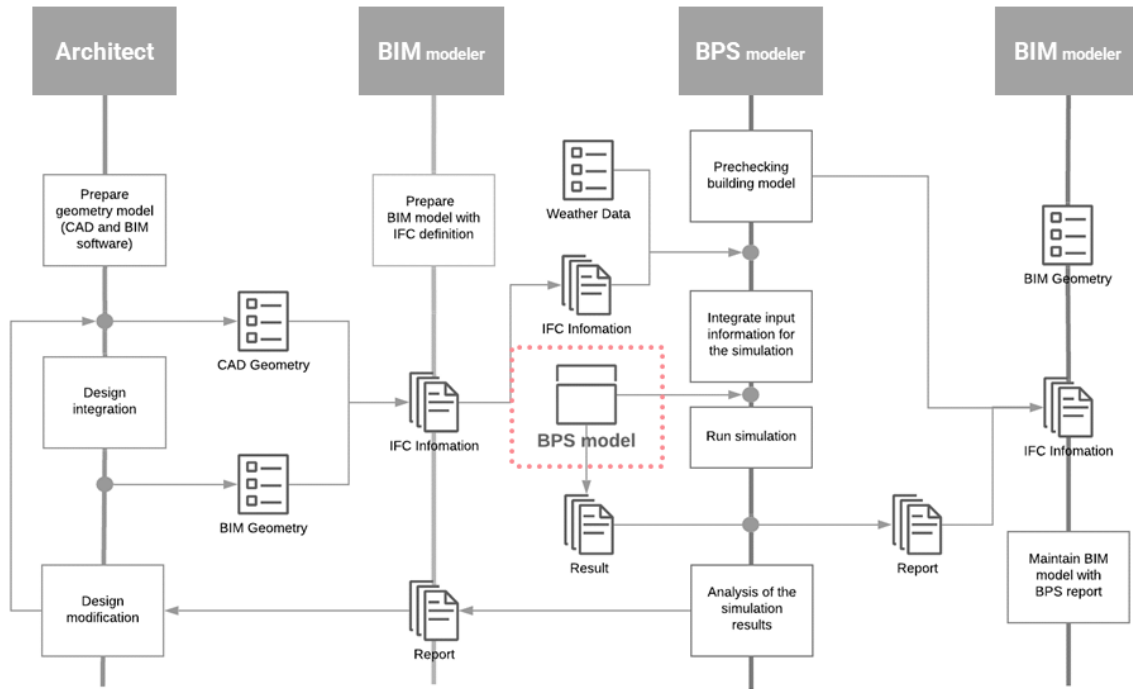 Architect
BIM modeler
BPS modeler
BIM modeler
Prepare
geometry model
(CAD and BIM
software)
Prepare
BIM model with
IFC definition
Weather Data
Prechecking
building model
BIM Geometry
CAD Geometry
IFC Infomation
Integrate input
information for
the simulation
Design
integration
IFC Infomation
BPS model
Run simulation
IFC Infomation
BIM Geometry
Result
Report
Maintain BIM
model with
BPS report
Design
modification
Report
Analysis of the
simulation
results